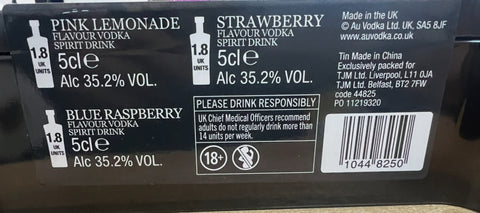 PINK LEMONADE
FLAVOUR VODKA
SPIRIT DRINK
5cl℮
Alc 35.2% VOL.
1.8
UK
UNITS
STRAWBERRY
FLAVOUR VODKA
SPIRIT DRINK
5cl℮
Alc 35.2% VOL.
1.8
UK
UNITS
BLUE RASPBERRY
FLAVOUR VODKA
SPIRIT DRINK
5cl℮
Alc 35.2% VOL.
1.8
UK
UNITS
PLEASE DRINK RESPONSIBLY
UK Chief Medical Officers recommend
adults do not regularly drink more than
14 units per week.
18+
Made in the UK
© Au Vodka Ltd. UK, SA5 8JF
www.auvodka.co.uk
Tin Made in China
Exclusively packed for
TJM Ltd. Liverpool, L11 0JA
TJM Ltd. Belfast, BT2 7FW
code 44825
PO 11219320
1044 8250